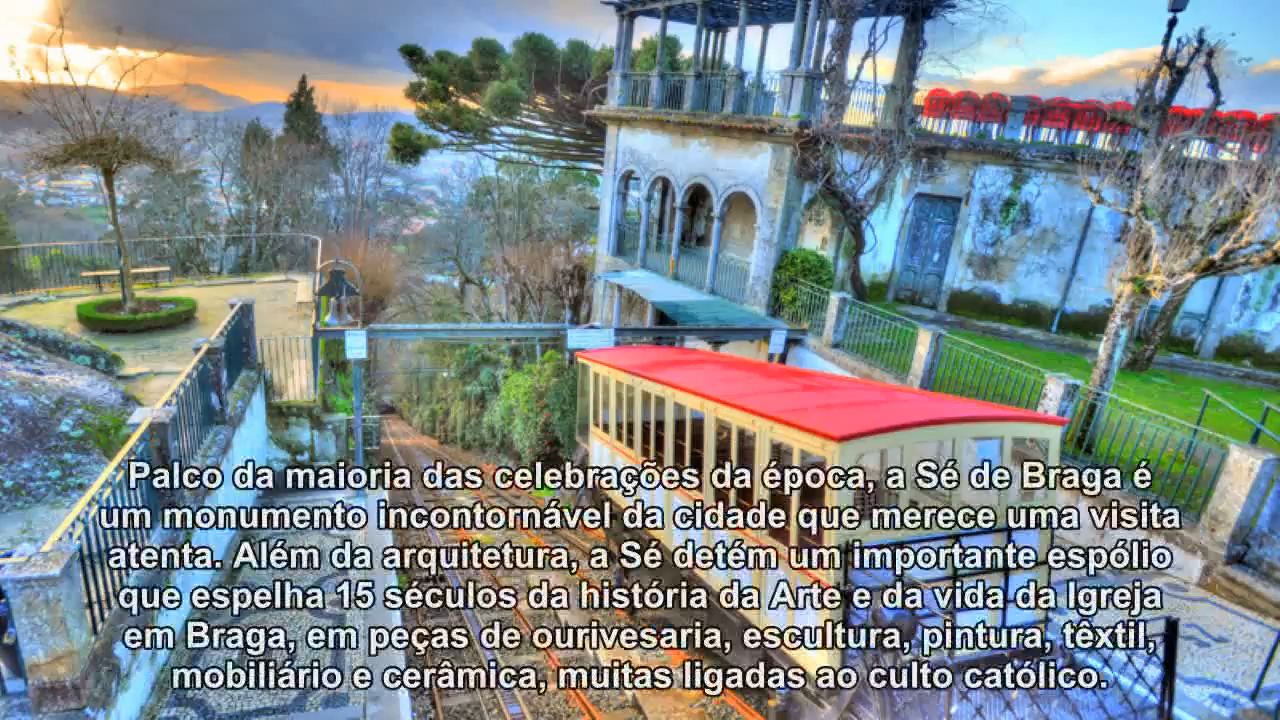 Palco da maioria das celebrações da época, a Sé de Braga é
um monumento incontornável da cidade que merece uma visita
atenta. Além da arquitetura, a Sé detém um importante espólio
que espelha 15 séculos da história da Arte e da vida da Igreja
em Braga, em peças de ourivesaria, escultura, pintura, têxtil,
mobiliário e cerâmica, muitas ligadas ao culto católico.